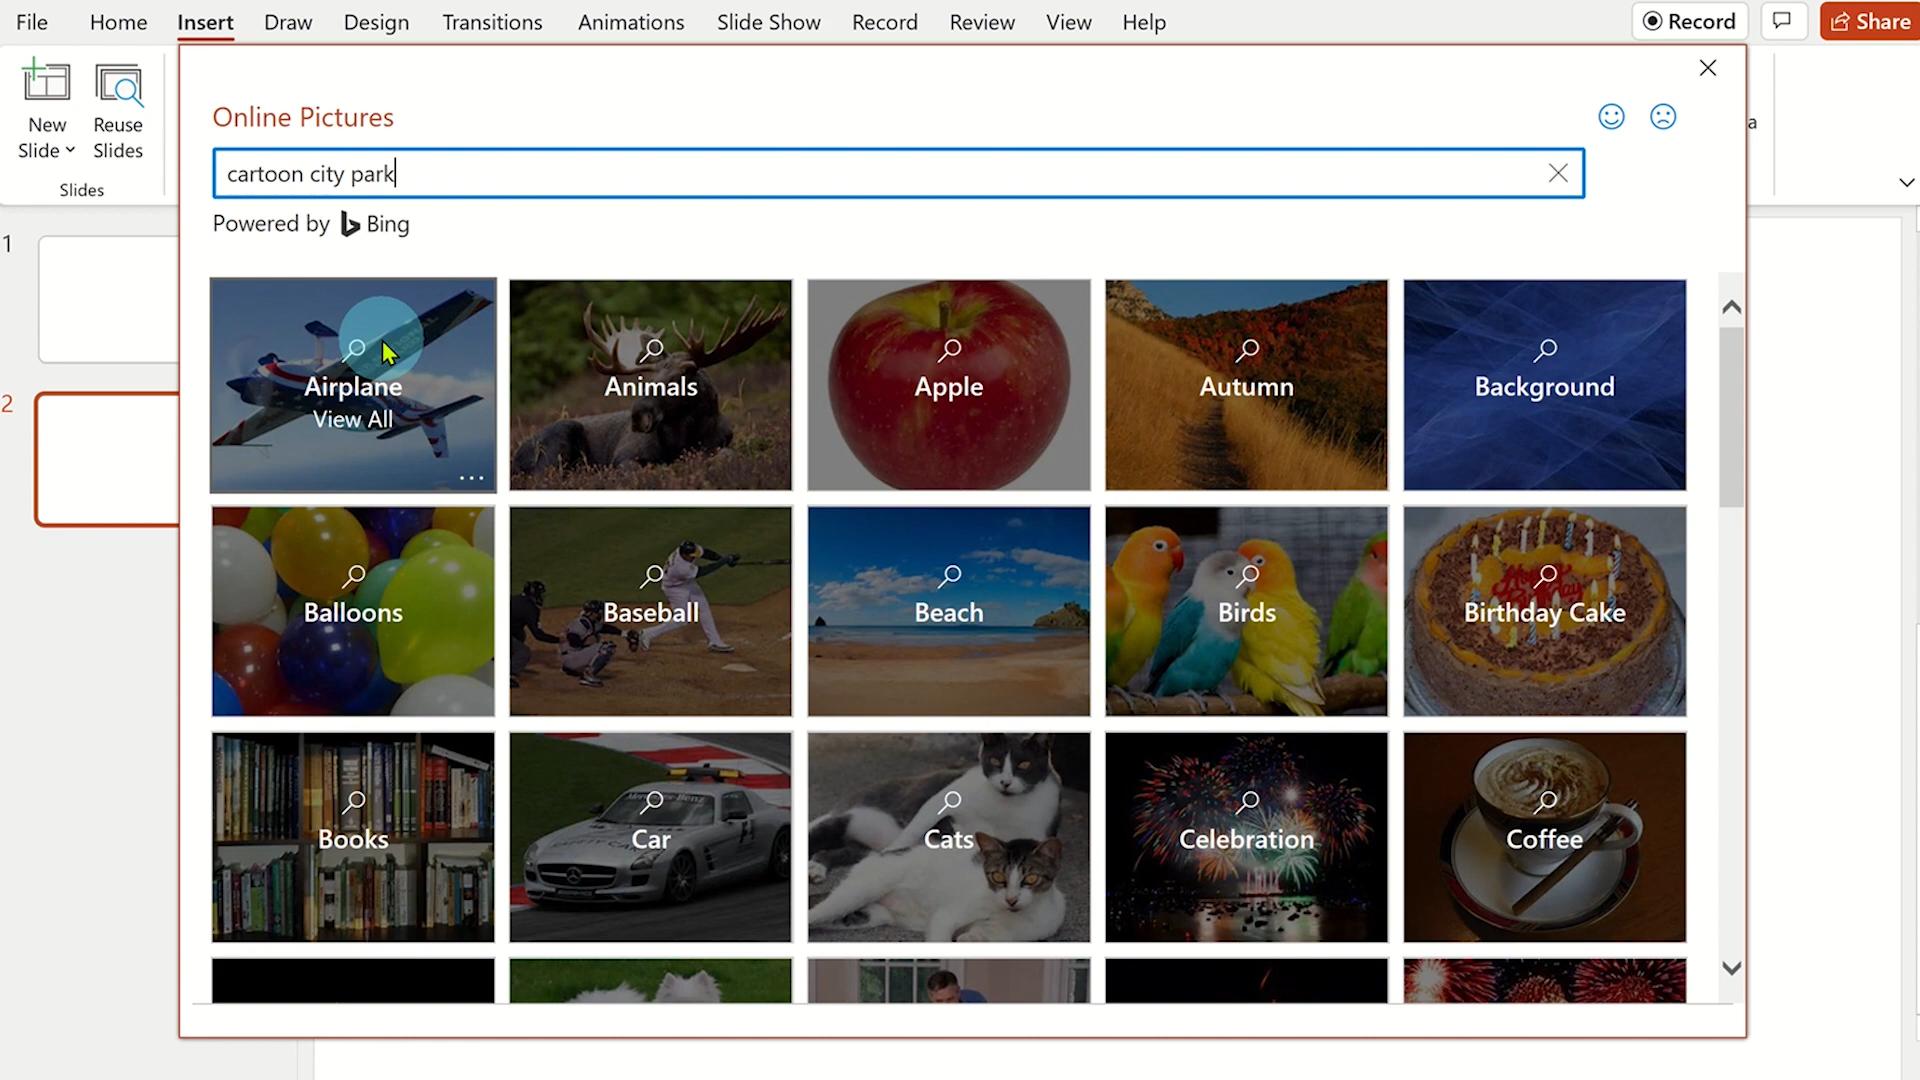 File Home Insert Draw Design Transitions Animations Slide Show Record Review View Help Record Share
New Slide
Reuse Slides
Slides
a
Online Pictures
cartoon city park
Powered by Bing
1
2
Airplane
View All
Animals
Apple
Autumn
Background
Balloons
Baseball
Beach
Birds
Birthday Cake
Books
Car
Cats
Celebration
Coffee